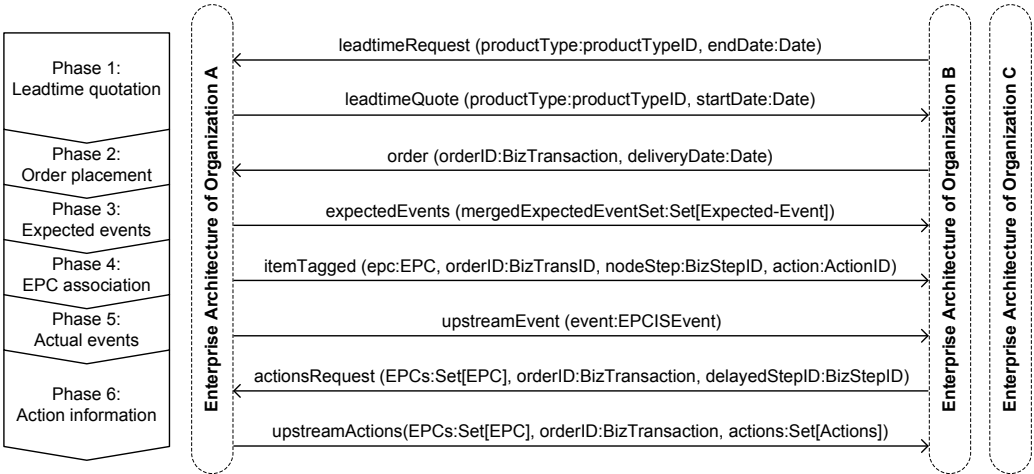 Phase 1:
Leadtime quotation
Phase 2:
Order placement
Phase 3:
Expected events
Phase 4:
EPC association
Phase 5:
Actual events
Phase 6:
Action information
Enterprise Architecture of Organization A
leadtimeRequest (productType:productTypeID, endDate:Date)
leadtimeQuote (productType:productTypeID, startDate:Date)
order (orderID:BizTransaction, deliveryDate:Date)
expectedEvents (mergedExpectedEventSet:Set[Expected-Event])
itemTagged (epc:EPC, orderID:BizTransID, nodeStep:BizStepID, action:ActionID)
upstreamEvent (event:EPCISEvent)
actionsRequest (EPCs:Set[EPC], orderID:BizTransaction, delayedStepID:BizStepID)
upstreamActions(EPCs:Set[EPC], orderID:BizTransaction, actions:Set[Actions])
Enterprise Architecture of Organization B
Enterprise Architecture of Organization C